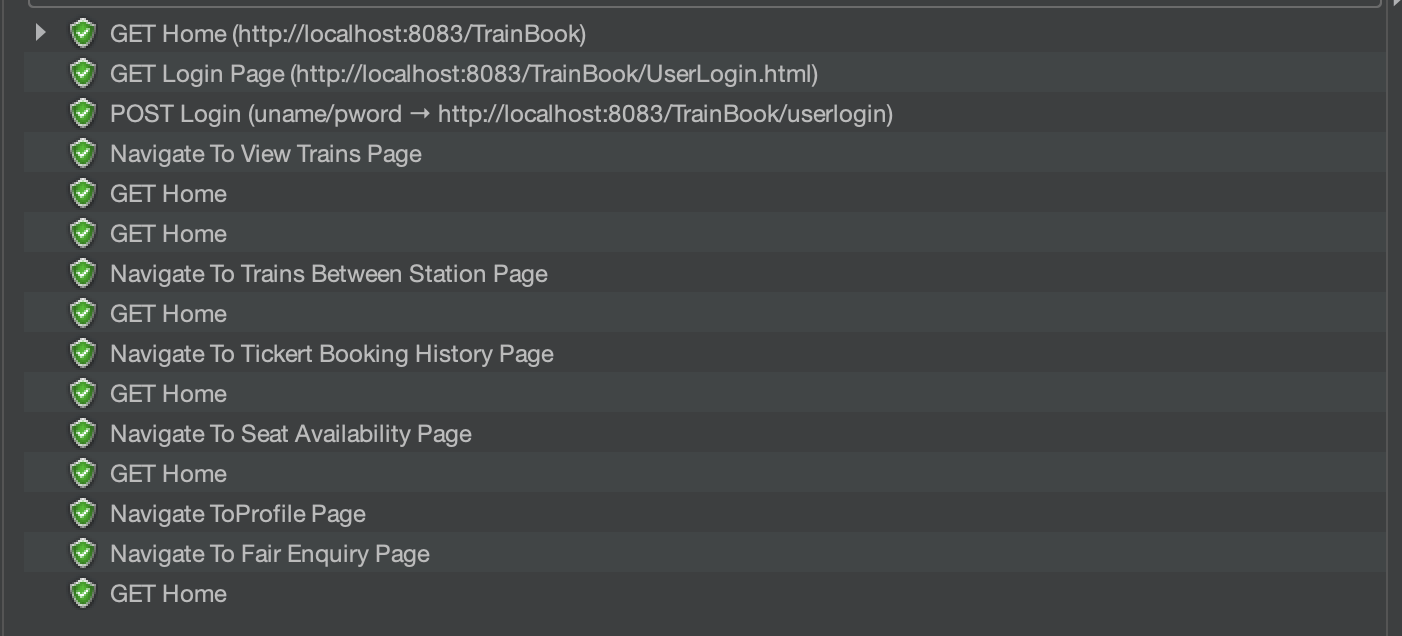 GET Home (http://localhost:8083/TrainBook)
GET Login Page (http://localhost:8083/TrainBook/UserLogin.html)
POST Login (uname/pword → http://localhost:8083/TrainBook/userlogin)
Navigate To View Trains Page
GET Home
GET Home
Navigate To Trains Between Station Page
GET Home
Navigate To Tickert Booking History Page
GET Home
Navigate To Seat Availability Page
GET Home
Navigate ToProfile Page
Navigate To Fair Enquiry Page
GET Home